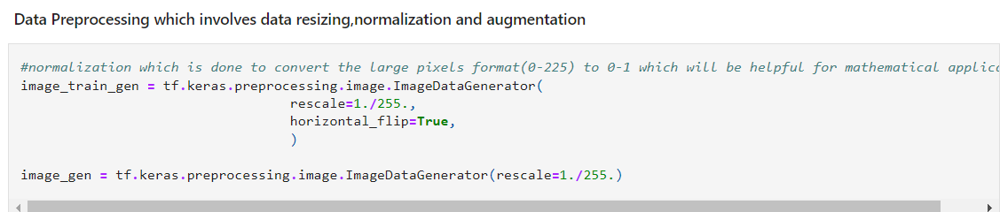 Data Preprocessing which involves data resizing,normalization and augmentation
#normalization which is done to convert the large pixels format(0-225) to 0-1 which will be helpful for mathematical
image_train_gen = tf.keras.preprocessing.image.ImageDataGenerator(
rescale=1./255.,
horizontal_flip=True,
)
image_gen = tf.keras.preprocessing.image.ImageDataGenerator(rescale=1./255.)